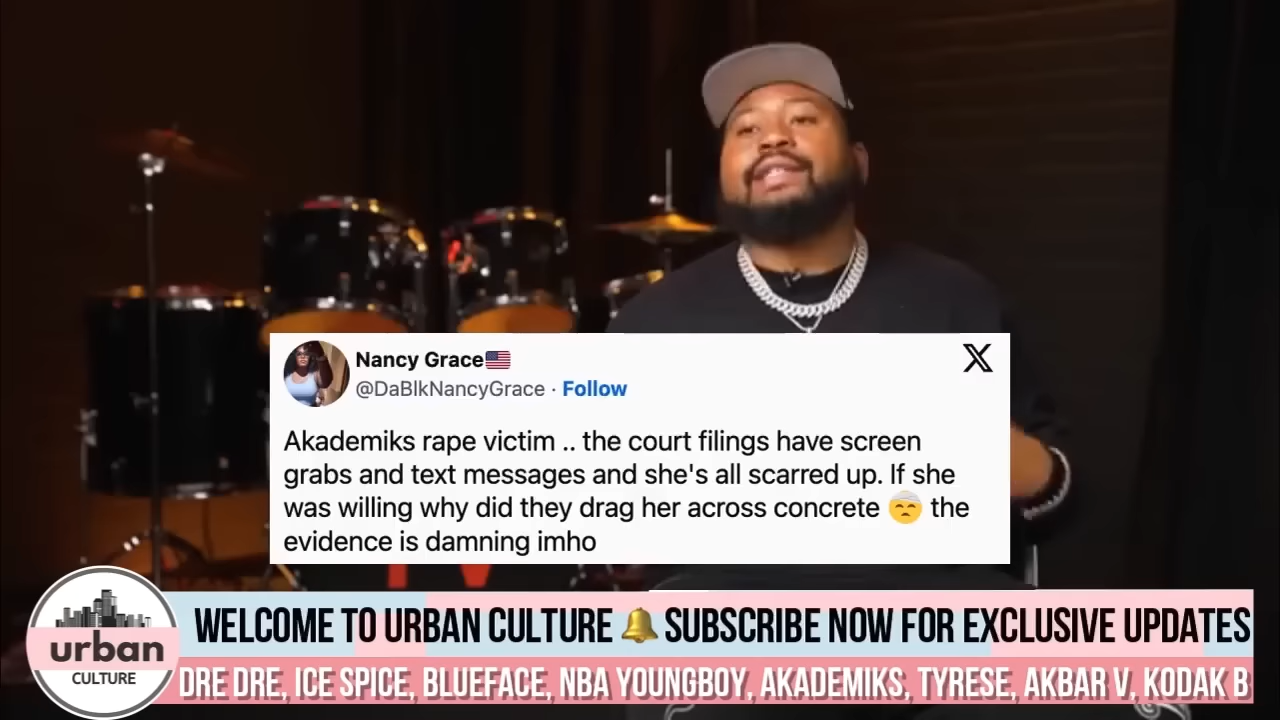 Nancy Grace🇺🇸
@DaBlkNancyGrace · Follow
Akademiks rape victim .. the court filings have screen
grabs and text messages and she's all scarred up. If she
was willing why did they drag her across concrete 🤕 the
evidence is damning imho
WELCOME TO URBAN CULTURE 🔔 SUBSCRIBE NOW FOR EXCLUSIVE UPDATES
urban
CULTURE
DRE DRE, ICE SPICE, BLUEFACE, NBA YOUNGBOY, AKADEMIKS, TYRESE, AKBAR V, KODAK B